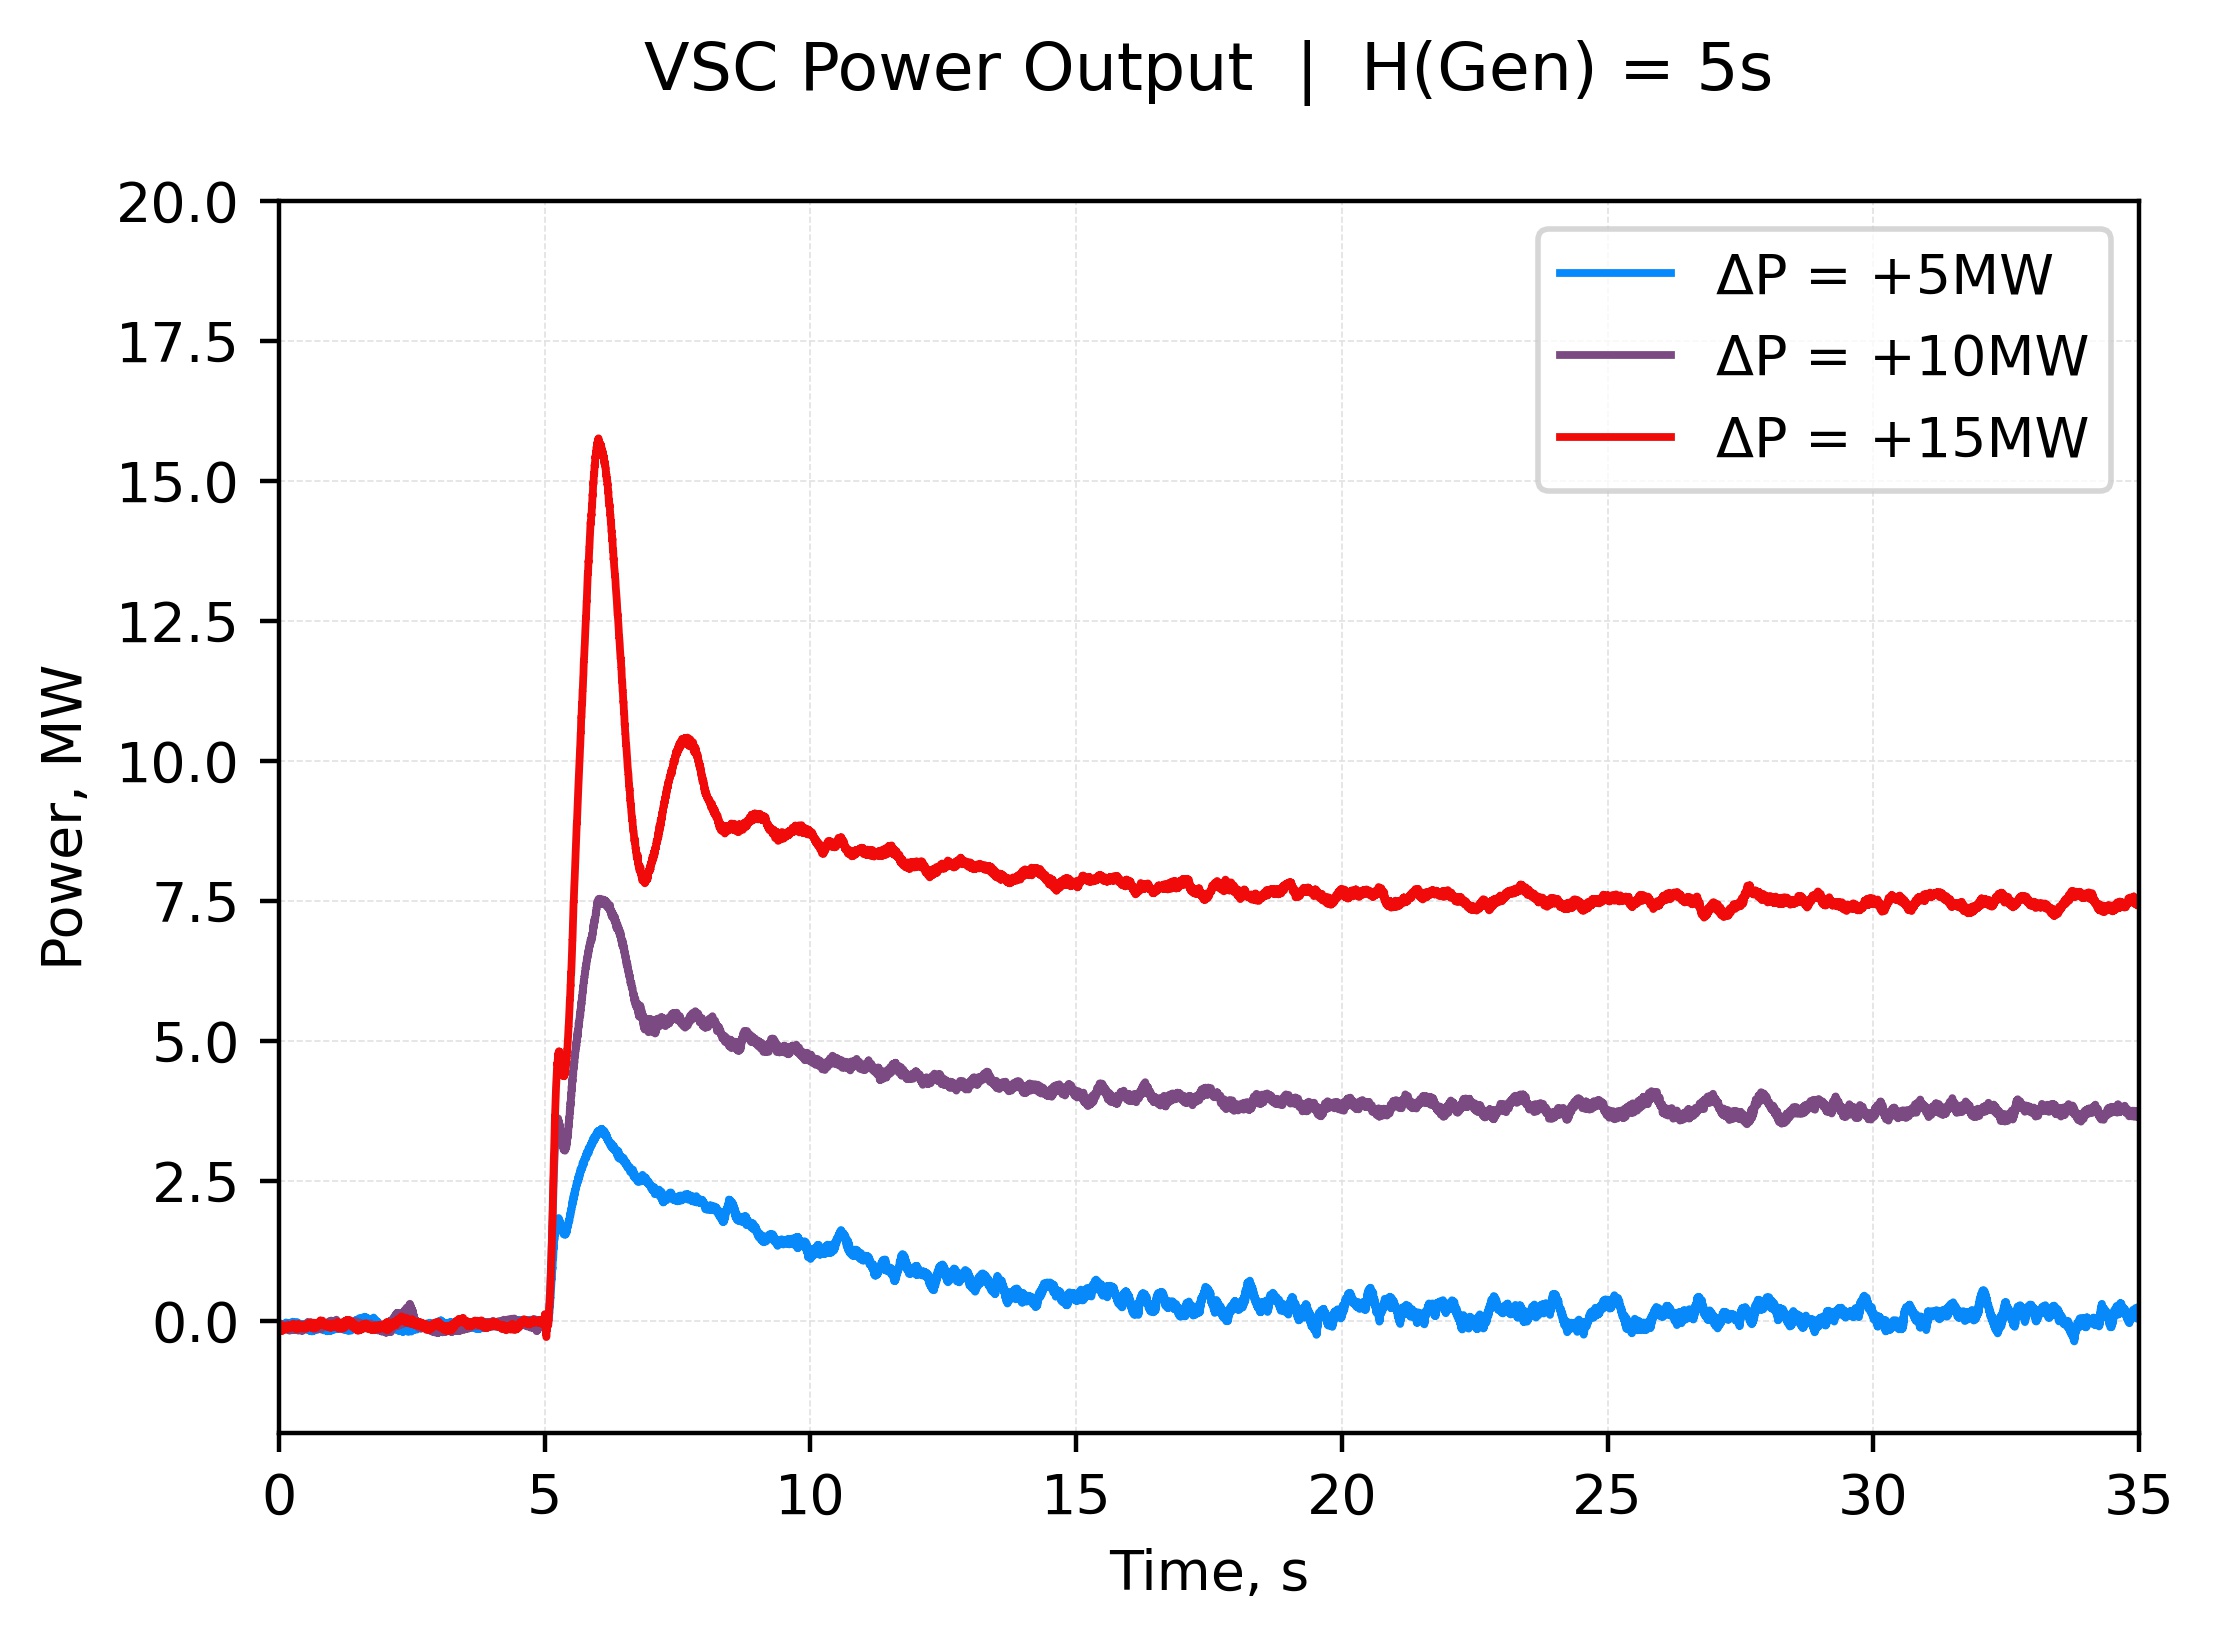 VSC Power Output | H(Gen) = 5s
20.0
17.5
15.0
12.5
10.0
7.5
5.0
2.5
0.0
Power, MW
ΔP = +5MW
ΔP = +10MW
ΔP = +15MW
0 5 10 15 20 25 30 35
Time, s